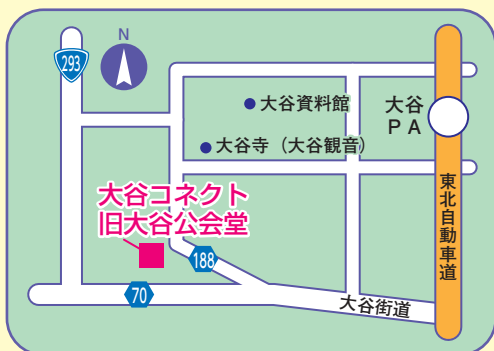 N
293
大谷資料館
大谷
PA
大谷寺（大谷観音）
大谷コネクト
旧大谷公会堂
東北自動車道
188
70
大谷街道